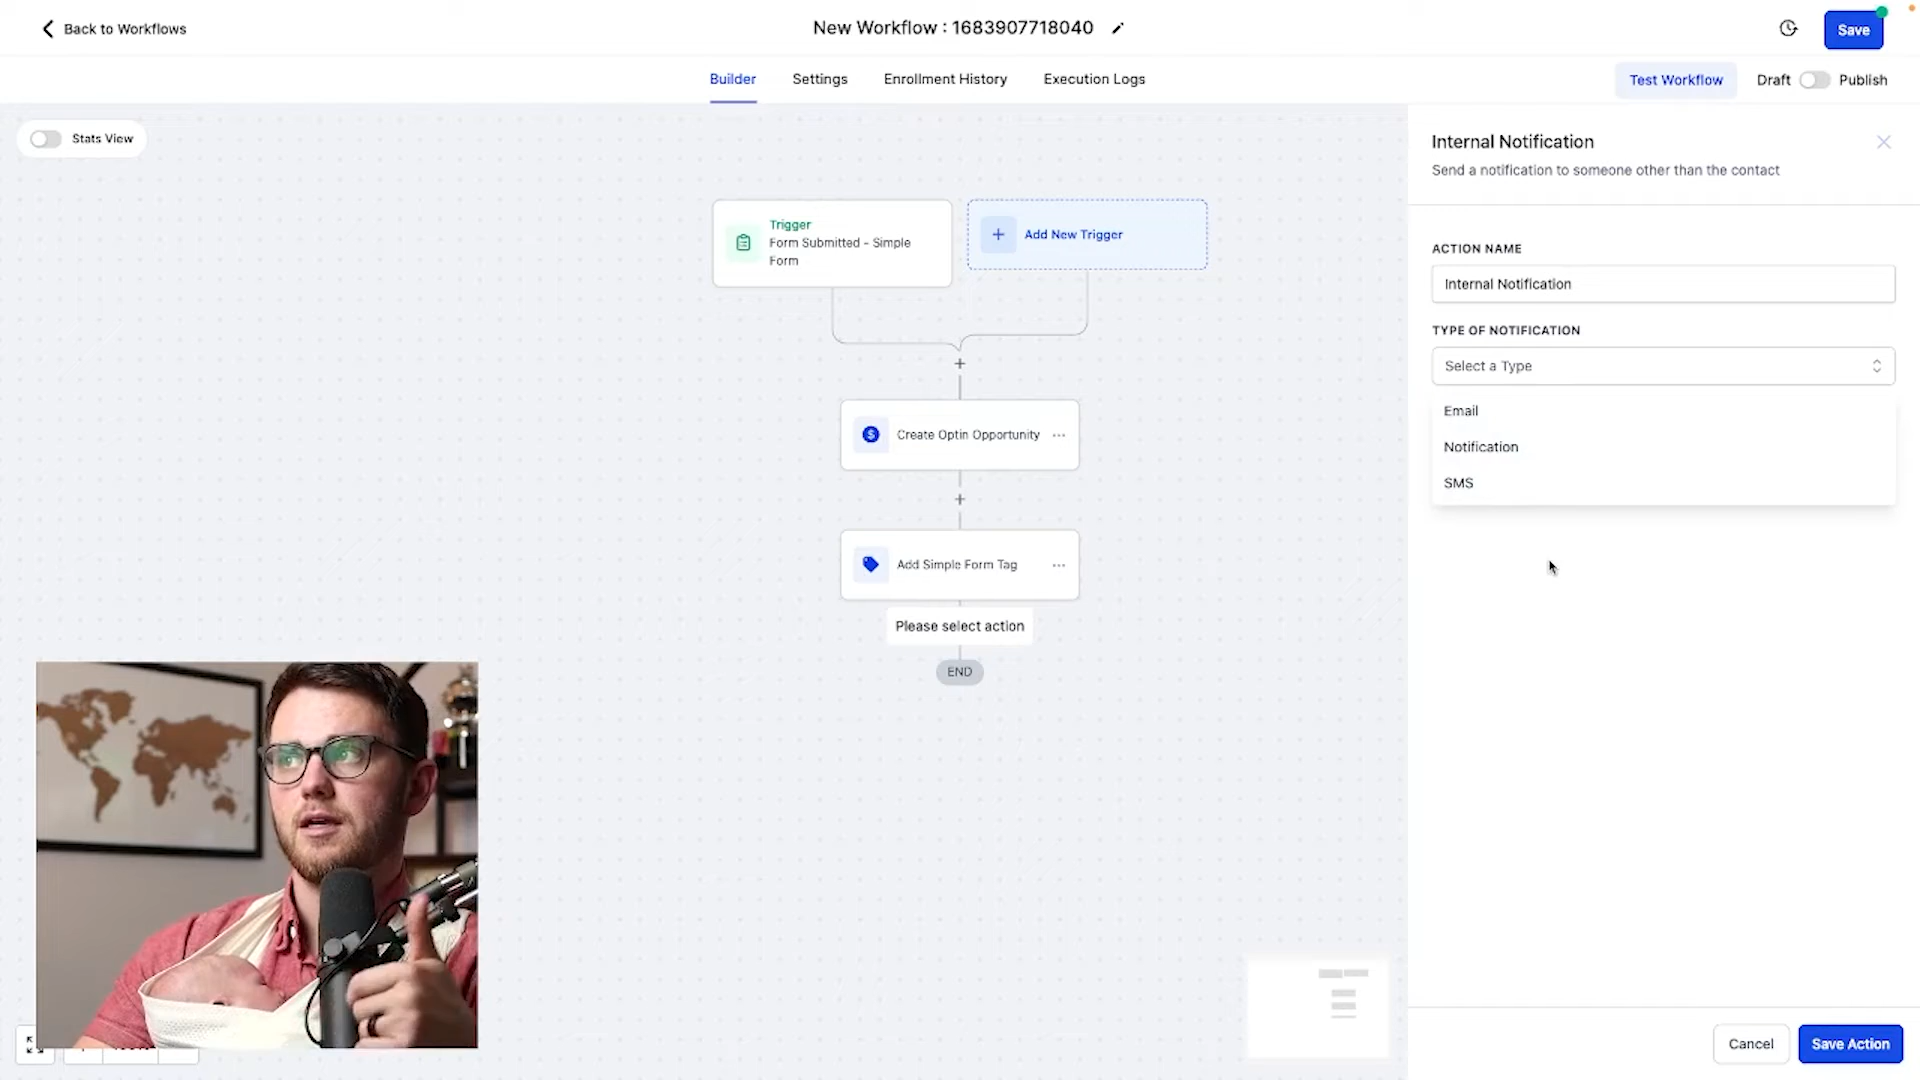 Back to Workflows
New Workflow : 1683907718040
Save
Builder
Settings
Enrollment History
Execution Logs
Test Workflow
Draft
Publish
Stats View
Trigger
Form Submitted - Simple
Form
Add New Trigger
Create Optin Opportunity
Add Simple Form Tag
Please select action
END
Internal Notification
Send a notification to someone other than the contact
ACTION NAME
Internal Notification
TYPE OF NOTIFICATION
Select a Type
Email
Notification
SMS
Cancel
Save Action